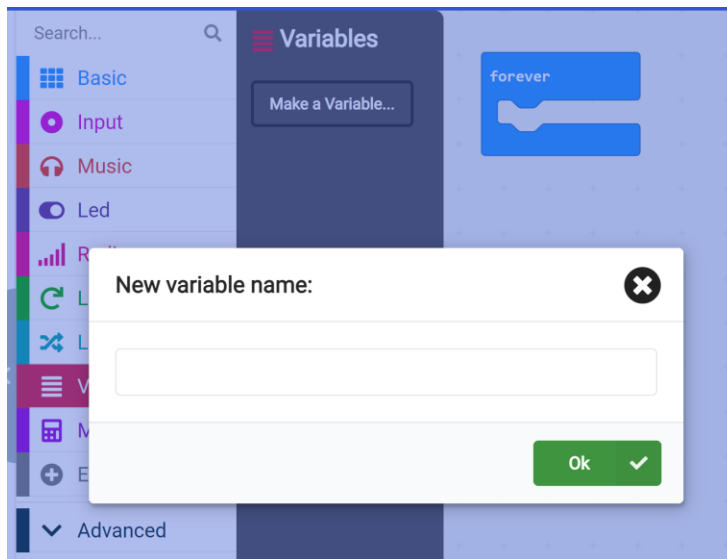 Search...
Variables
Basic
forever
Make a Variable...
Input
Music
Led
New variable name:
Ok
Advanced